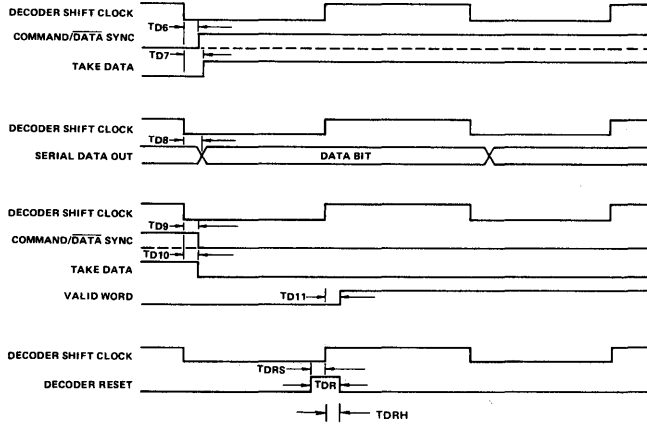 DECODER SHIFT CLOCK
TD6
COMMAND/DATA SYNC
TD7
TAKE DATA
DECODER SHIFT CLOCK
TD8
SERIAL DATA OUT
DATA BIT
DECODER SHIFT CLOCK
TD9
COMMAND/DATA SYNC
TD10
TAKE DATA
VALID WORD
TD11
DECODER SHIFT CLOCK
TDRS
DECODER RESET
TDR
TDRH